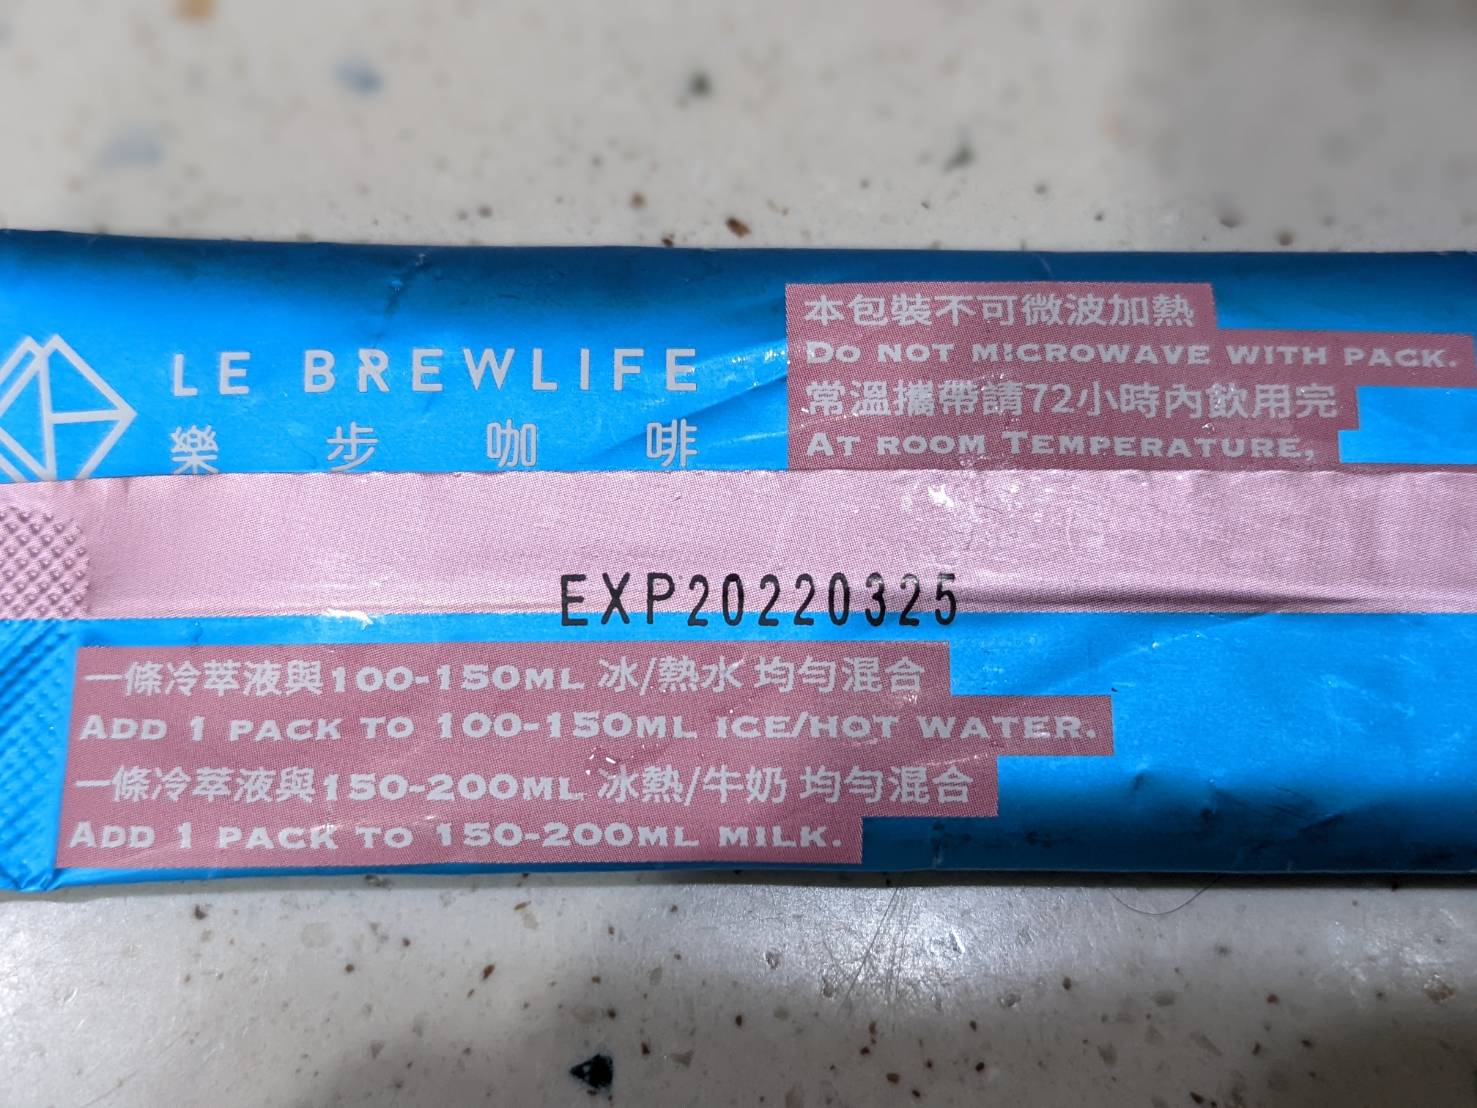 LE BREWLIFE
樂步咖啡
本包裝不可微波加熱
DO NOT MICROWAVE WITH PACK.
常溫攜帶請72小時內飲用完
AT ROOM TEMPERATURE,
EXP20220325
一條冷萃液與100-150ML 冰/熱水 均勻混合
ADD 1 PACK TO 100-150ML ICE/HOT WATER.
一條冷萃液與150-200ML 冰熱/牛奶 均勻混合
ADD 1 PACK TO 150-200ML MILK.